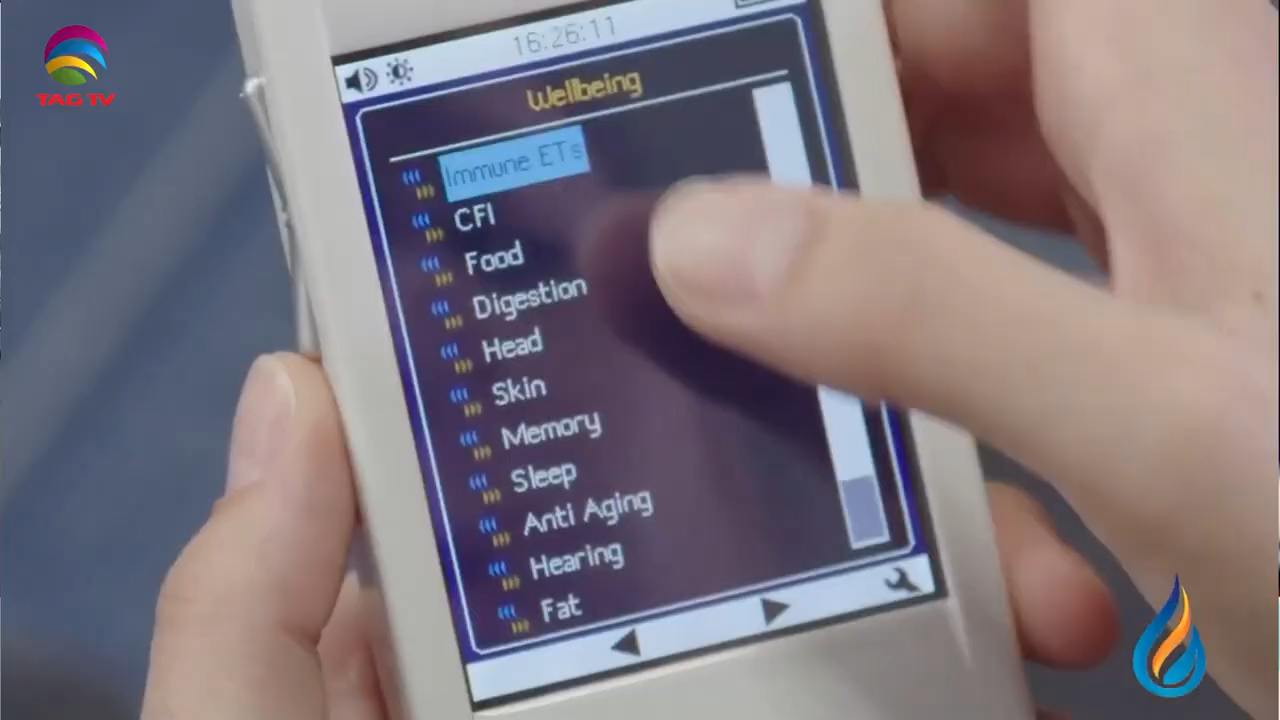 TAG TV
16:26:11
Wellbeing
Immune ETs
CFI
Food
Digestion
Head
Skin
Memory
Sleep
Anti Aging
Hearing
Fat